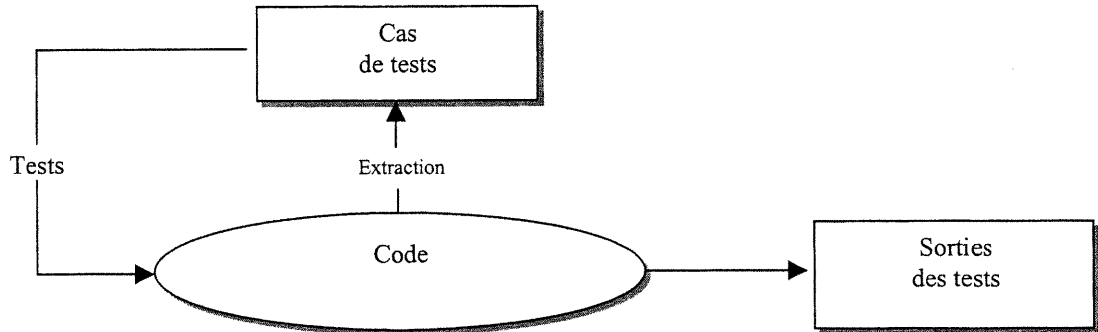 Cas
de tests
Tests
Extraction
Code
Sorties
des tests